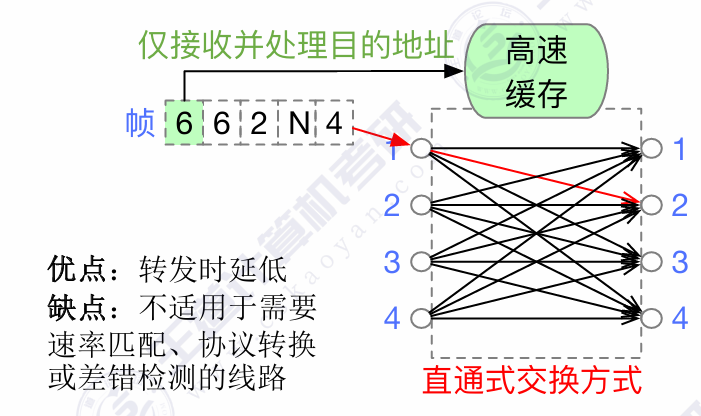 仅接收并处理目的地址
高速
缓存
帧 6 6 2 N 4
1 1
2 2
3 3
4 4
优点：转发时延低
缺点：不适用于需要
速率匹配、协议转换
或差错检测的线路
直通式交换方式